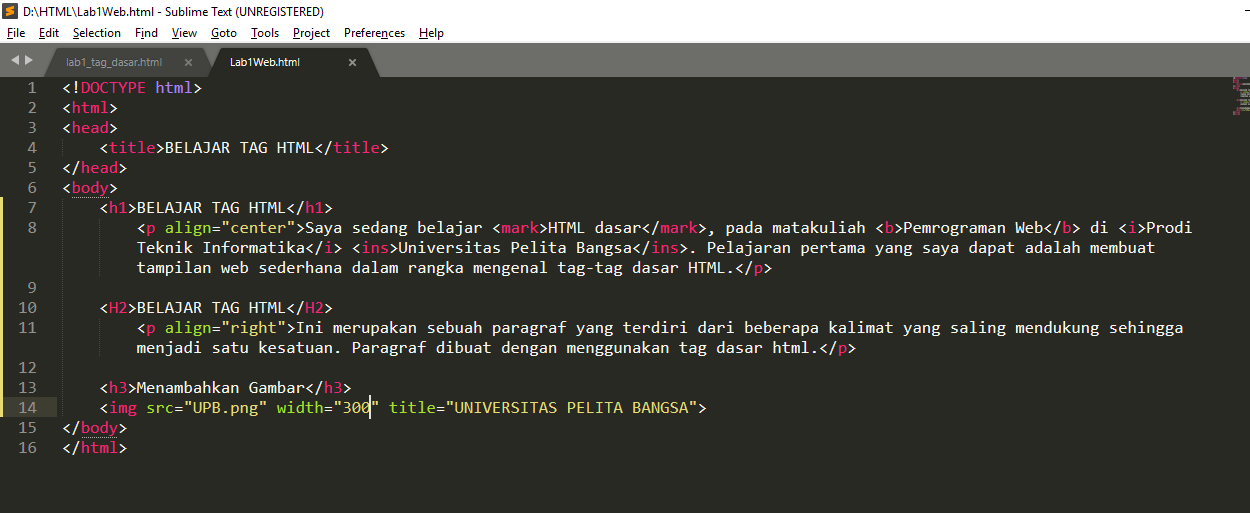 D:\HTML\Lab1Web.html - Sublime Text (UNREGISTERED)
File Edit Selection Find View Goto Tools Project Preferences Help
lab1_tag_dasar.html × Lab1Web.html ×
1 <!DOCTYPE html>
2 <html>
3 <head>
4 <title>BELAJAR TAG HTML</title>
5 </head>
6 <body>
7 <h1>BELAJAR TAG HTML</h1>
8 <p align="center">Saya sedang belajar <mark>HTML dasar</mark>, pada matakuliah <b>Pemrograman Web</b> di <i>Prodi
Teknik Informatika</i> <ins>Universitas Pelita Bangsa</ins>. Pelajaran pertama yang saya dapat adalah membuat
tampilan web sederhana dalam rangka mengenal tag-tag dasar HTML.</p>
9
10 <H2>BELAJAR TAG HTML</H2>
11 <p align="right">Ini merupakan sebuah paragraf yang terdiri dari beberapa kalimat yang saling mendukung sehingga
menjadi satu kesatuan. Paragraf dibuat dengan menggunakan tag dasar html.</p>
12
13 <h3>Menambahkan Gambar</h3>
14 <img src="UPB.png" width="300" title="UNIVERSITAS PELITA BANGSA">
15 </body>
16 </html>